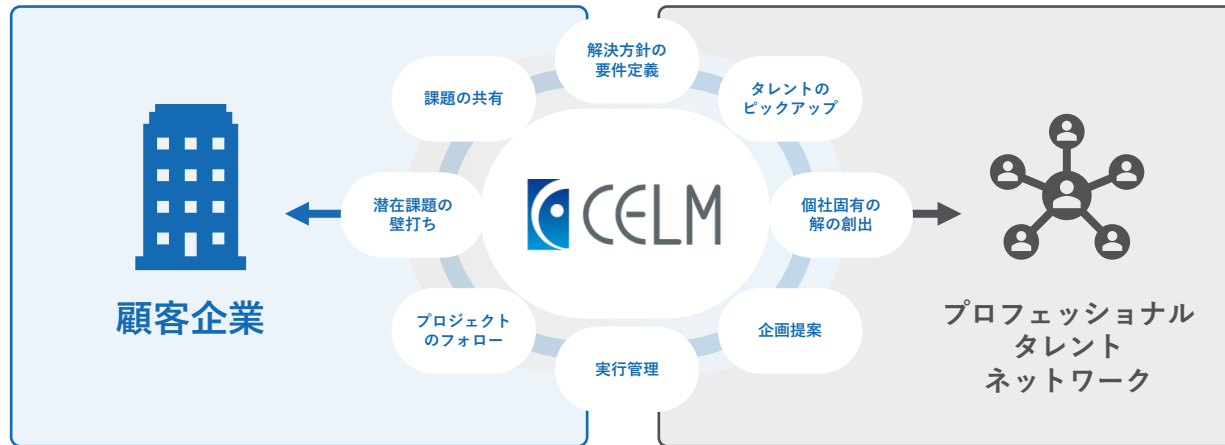 解決方針の
要件定義
課題の共有
タレントの
ピックアップ
潜在課題の
壁打ち
CELM
個社固有の
解の創出
顧客企業
プロフェッショナル
タレント
ネットワーク
プロジェクト
のフォロー
企画提案
実行管理